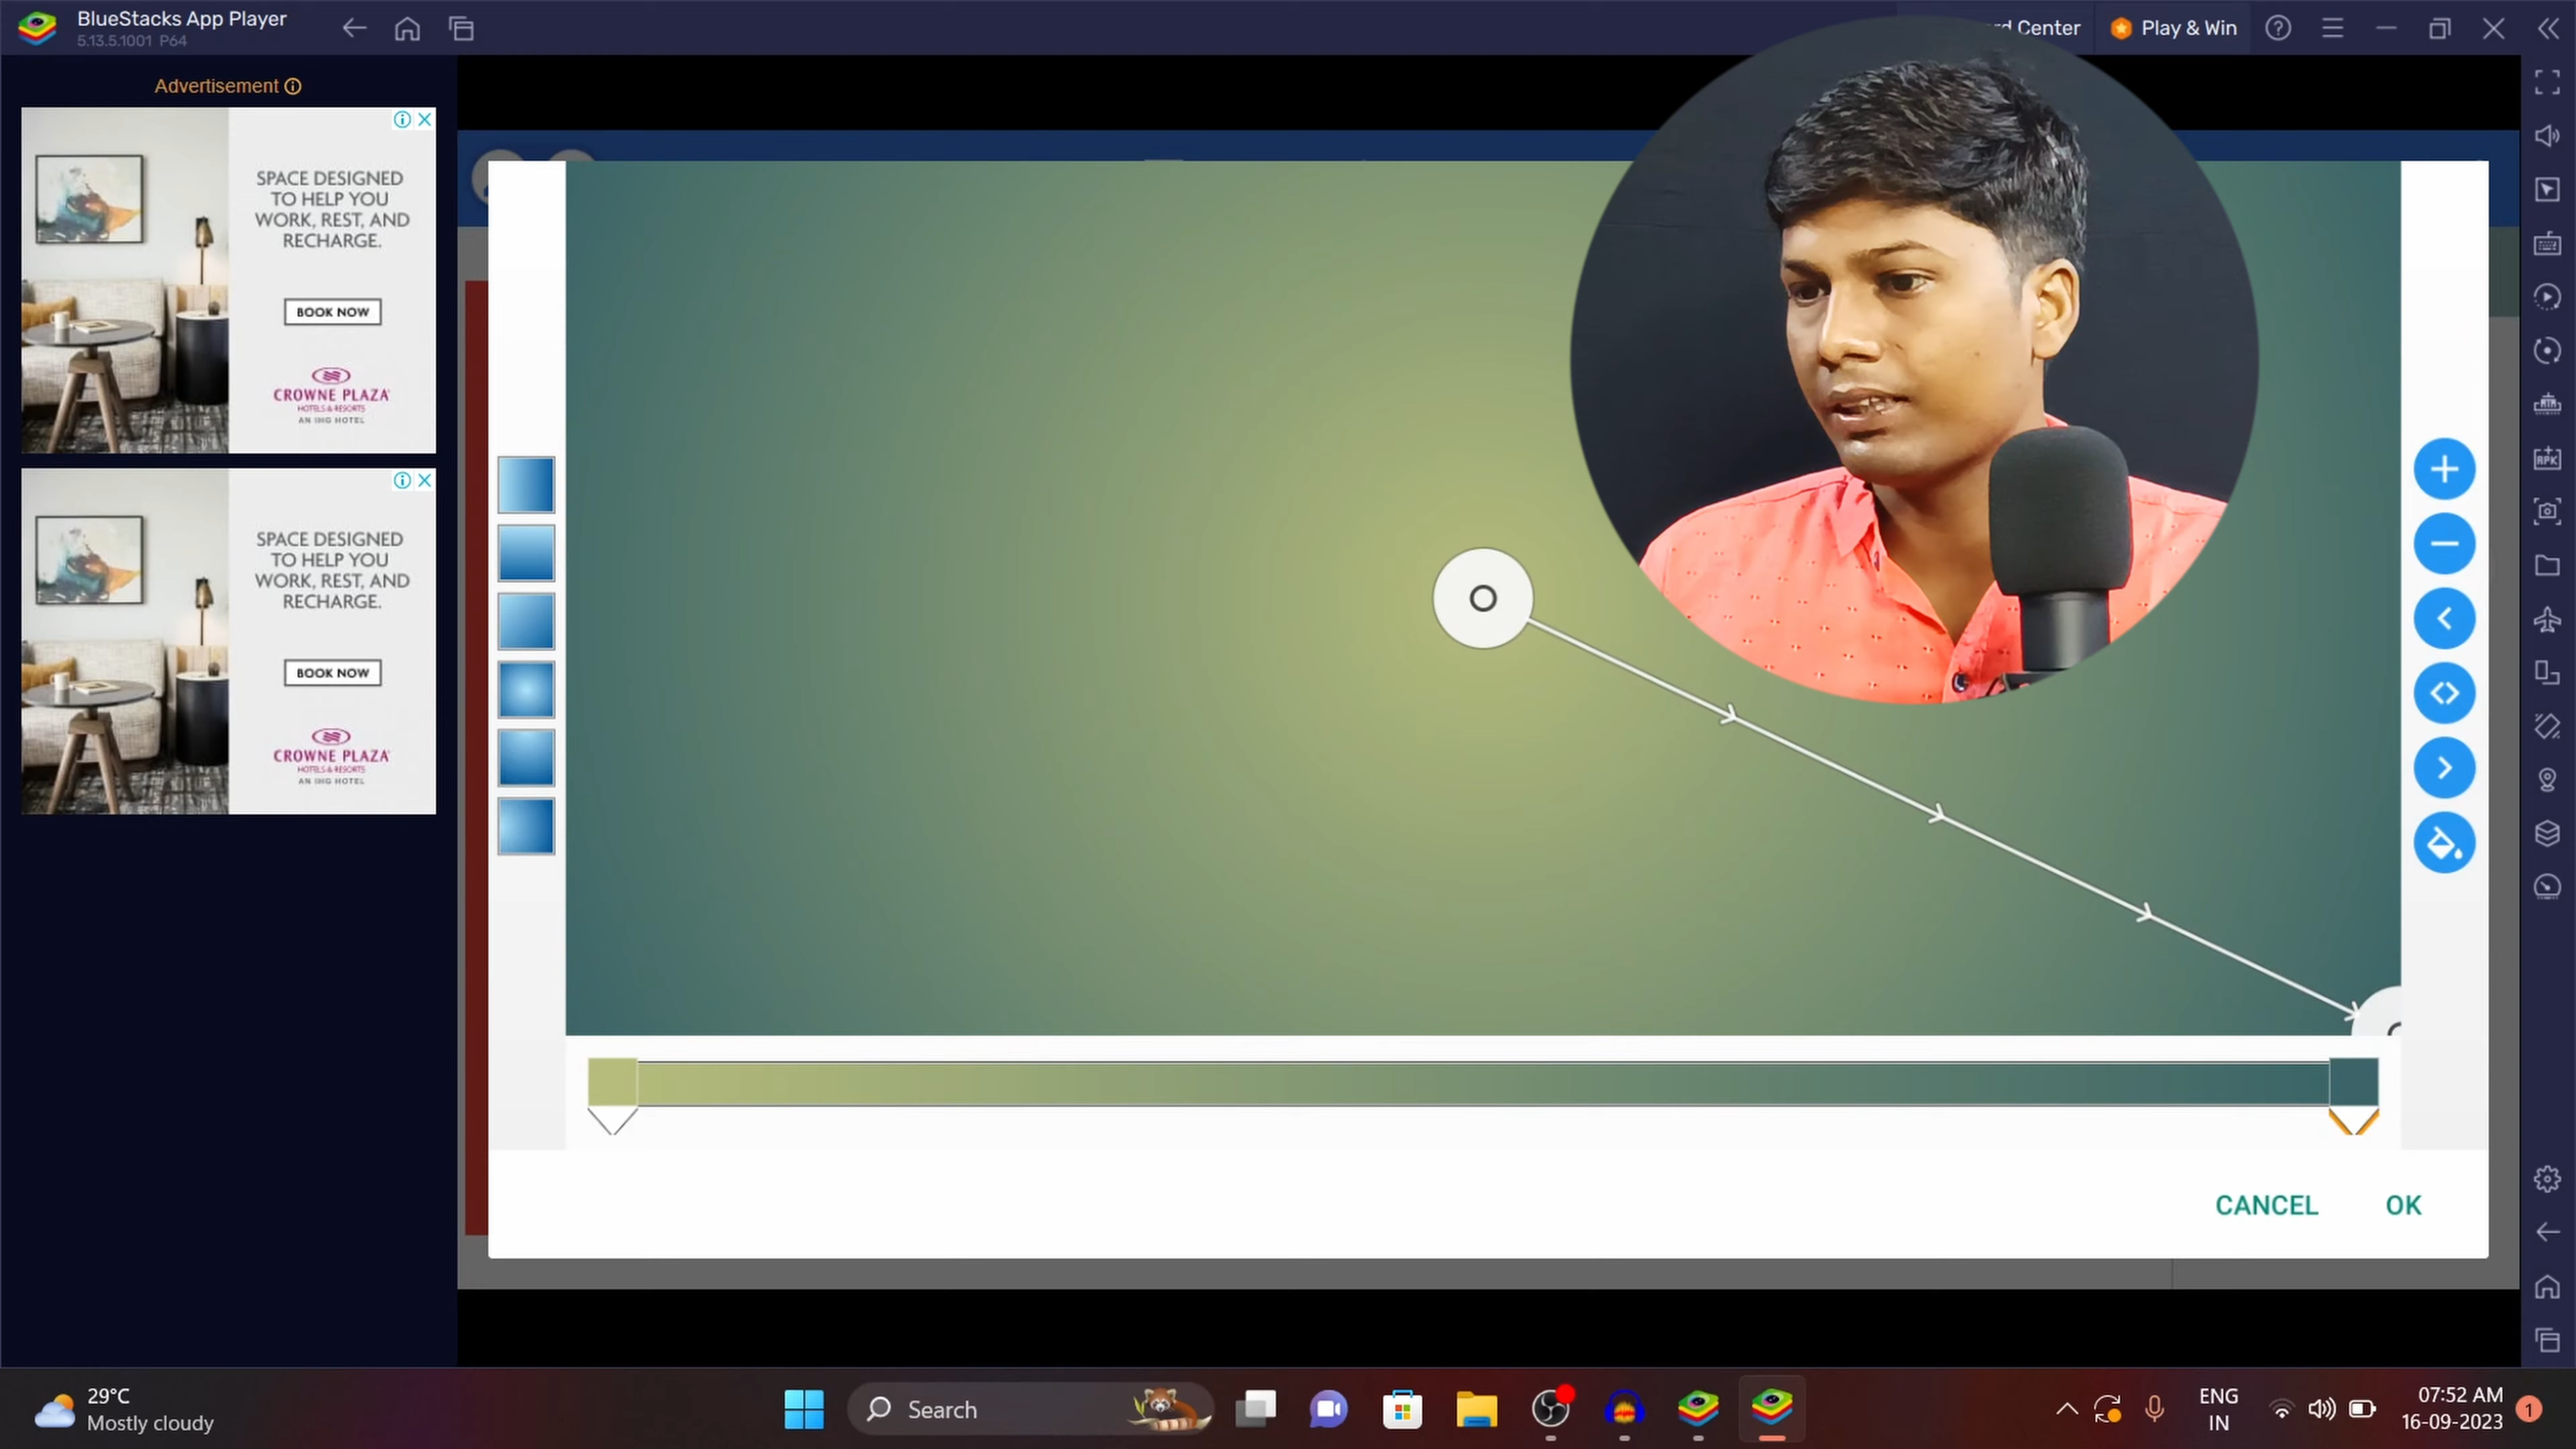 BlueStacks App Player
5.13.5.1001 P64
Center
Play & Win
Advertisement
SPACE DESIGNED
TO HELP YOU
WORK, REST, AND
RECHARGE.
BOOK NOW
CROWNE PLAZA
HOTELS & RESORTS
AN IHG HOTEL
SPACE DESIGNED
TO HELP YOU
WORK, REST, AND
RECHARGE.
BOOK NOW
CROWNE PLAZA
HOTELS & RESORTS
AN IHG HOTEL
CANCEL OK
29°C
Mostly cloudy
Search
ENG
IN
07:52 AM
16-09-2023
1